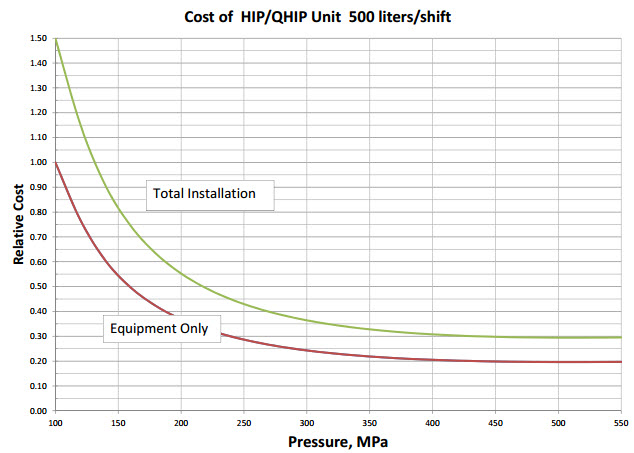 Cost of  HIP/QHIP Unit  500 liters/shift
1.50
1.40
1.30
1.20
1.10
1.00
0.90
0.80
0.70
0.60
0.50
0.40
0.30
0.20
0.10
0.00
Relative Cost
Total Installation
Equipment Only
100 150 200 250 300 350 400 450 500 550
Pressure, MPa